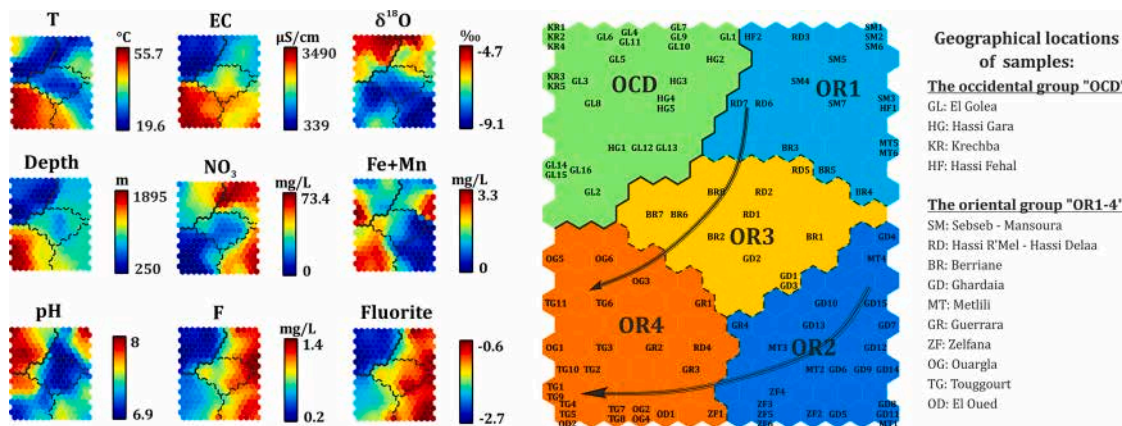 T
°C
55.7
19.6
EC
µS/cm
3490
339
δ¹⁸O
‰
-4.7
-9.1
Depth
m
1895
250
NO₃
mg/L
73.4
0
Fe+Mn
mg/L
3.3
0
pH
8
6.9
F
mg/L
1.4
0.2
Fluorite
-0.6
-2.7
KR1
KR2
KR4
GL6
GL4
GL11
GL7
GL9
GL10
GL1
HF2
RD3
SM1
SM2
SM6
GL5
HG2
SM5
KR3
KR5
GL3
OCD
HG3
SM4
OR1
GL8
HG4
HG5
RD7
RD6
SM7
SM3
HF1
HG1
GL12
GL13
BR3
MT5
MT6
GL14
GL15
GL16
RD5
BR5
GL2
BR8
RD2
BR4
BR7
BR6
RD1
BR2
OR3
BR1
GD4
OG5
OG6
GD2
MT4
OG3
GD1
GD3
TG11
TG6
GR1
GD10
GD15
OR4
GR4
GD13
GD7
OG1
TG3
GR2
RD4
MT3
OR2
GD12
TG10
TG2
GR3
MT2
GD6
GD9
GD14
TG1
TG9
ZF4
TG4
TG5
OD2
TG7
TG8
OG2
OG4
OD1
ZF1
ZF3
ZF5
ZF6
ZF2
GD5
GD8
GD11
MT1
Geographical locations
of samples:
The occidental group "OCD"
GL: El Golea
HG: Hassi Gara
KR: Krechba
HF: Hassi Fehal
The oriental group "OR1-4"
SM: Sebseb - Mansoura
RD: Hassi R'Mel - Hassi Delaa
BR: Berriane
GD: Ghardaia
MT: Metlili
GR: Guerrara
ZF: Zelfana
OG: Ouargla
TG: Touggourt
OD: El Oued